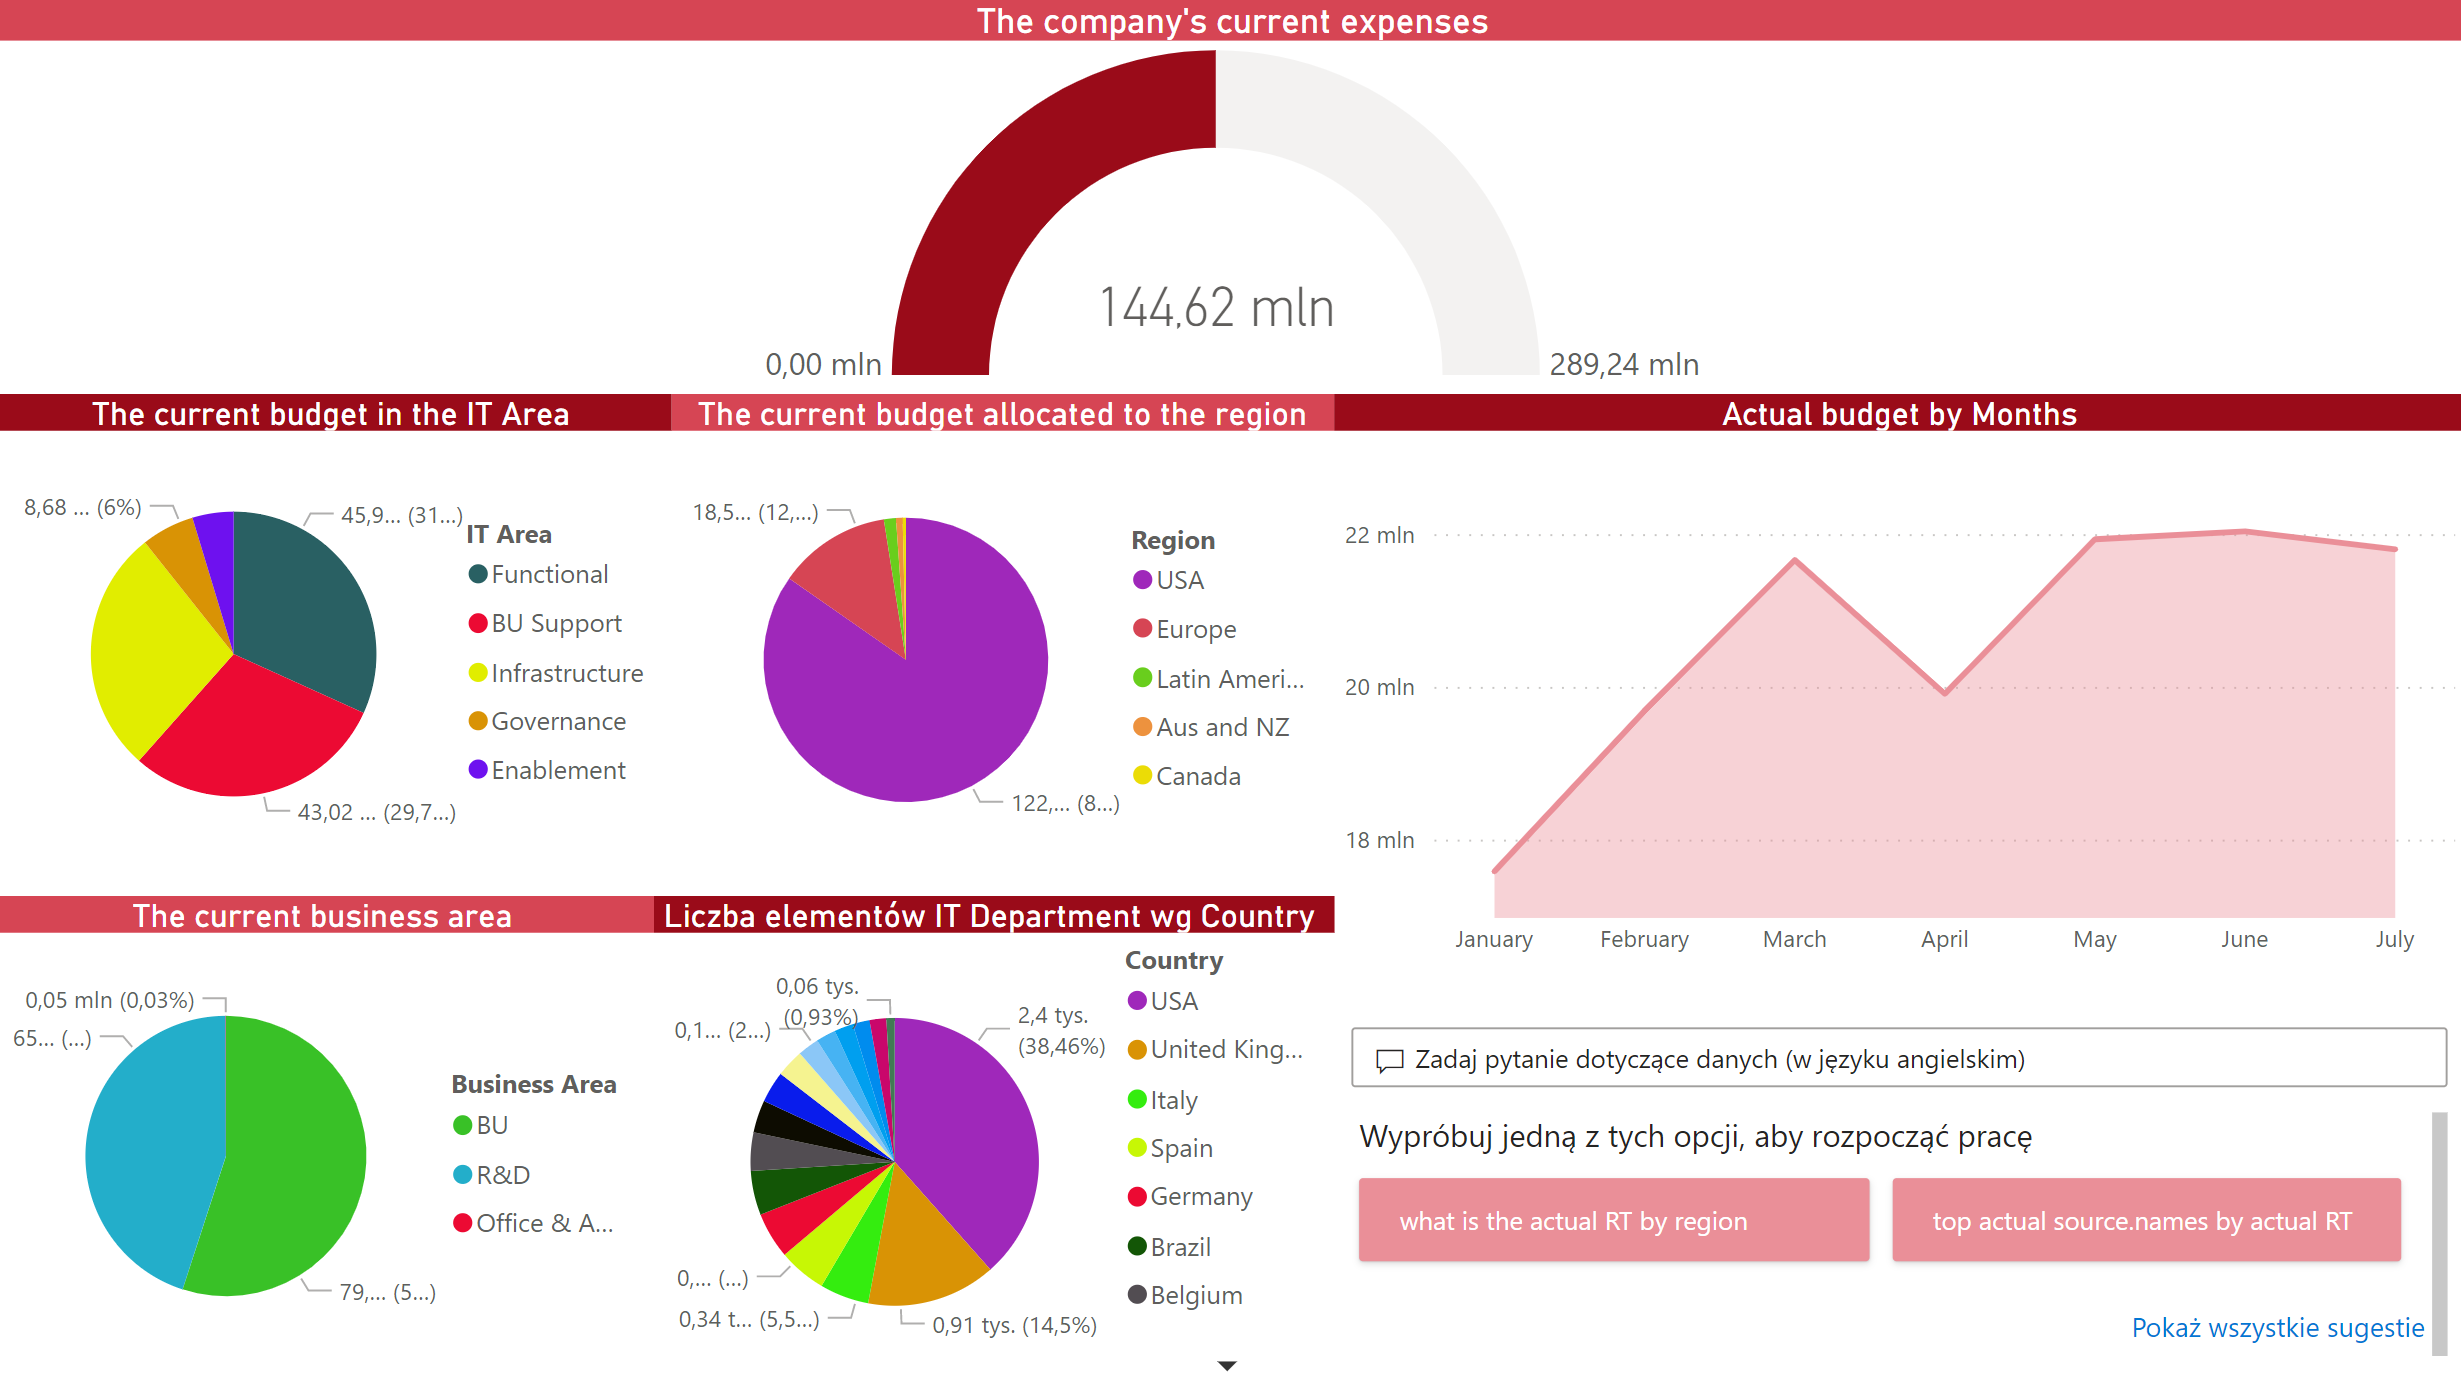 The company's current expenses
144,62 mln
0,00 mln
289,24 mln
The current budget in the IT Area
8,68 ... (6%)
45,9... (31...)
43,02 ... (29,7...)
IT Area
Functional
BU Support
Infrastructure
Governance
Enablement
The current budget allocated to the region
18,5... (12,...)
122,... (8...)
Region
USA
Europe
Latin Ameri...
Aus and NZ
Canada
Actual budget by Months
22 mln
20 mln
18 mln
January February March April May June July
The current business area
0,05 mln (0,03%)
65... (...)
79,... (5...)
Business Area
BU
R&D
Office & A...
Liczba elementów IT Department wg Country
0,06 tys.
(0,93%)
0,1... (2...)
2,4 tys.
(38,46%)
0,... (...)
0,34 t... (5,5...)
0,91 tys. (14,5%)
Country
USA
United King...
Italy
Spain
Germany
Brazil
Belgium
Zadaj pytanie dotyczące danych (w języku angielskim)
Wypróbuj jedną z tych opcji, aby rozpocząć pracę
what is the actual RT by region
top actual source.names by actual RT
Pokaż wszystkie sugestie